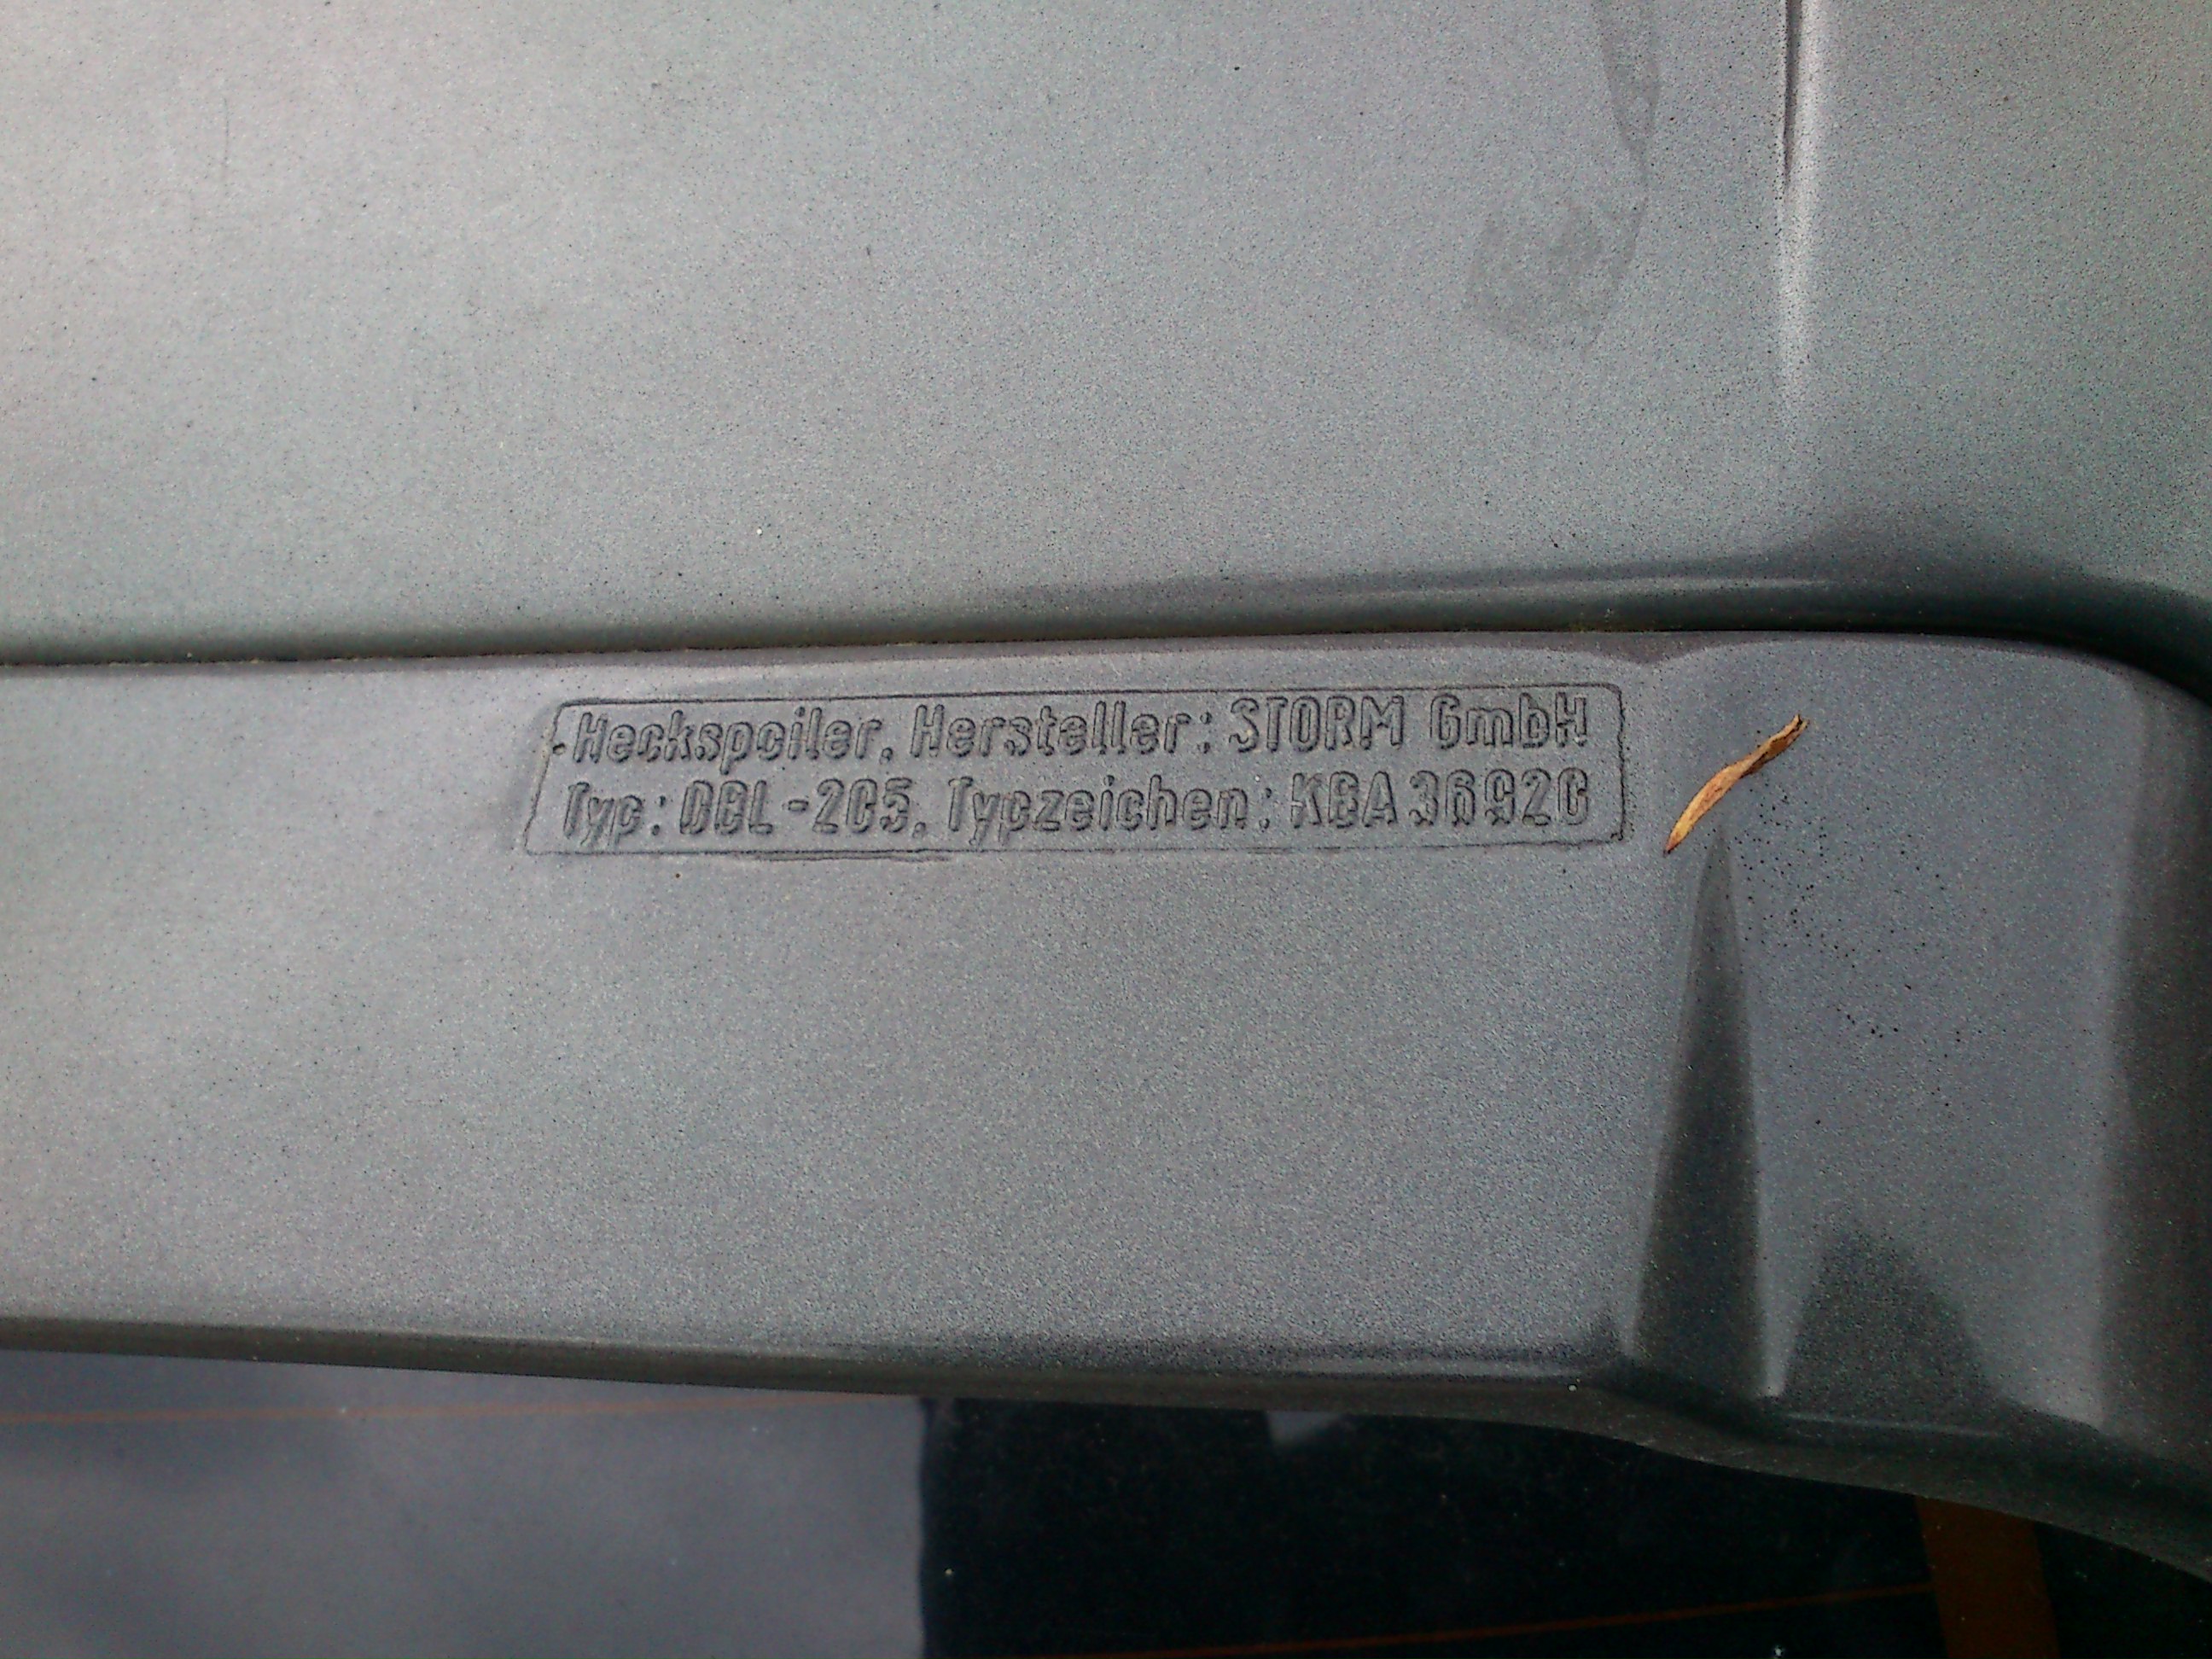 Heckspoiler, Hersteller: STORM GmbH
Typ: DBL-205, Typzeichen: KBA 36920